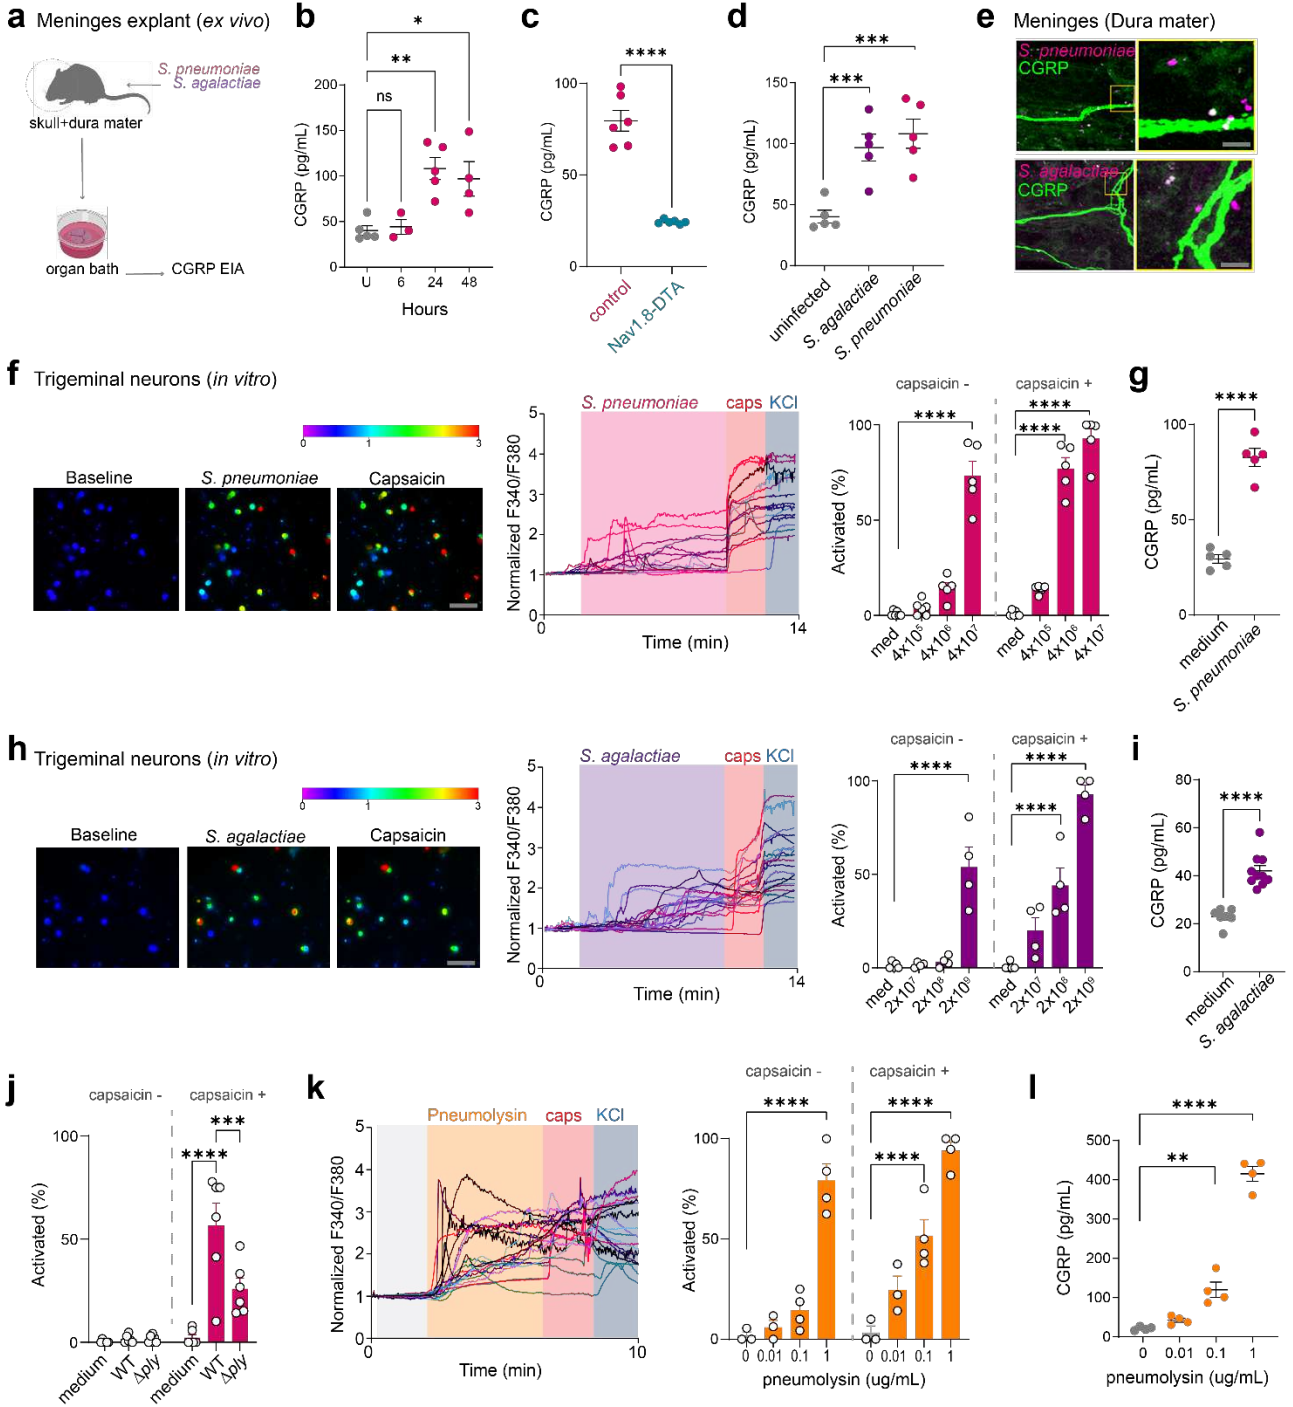 a Meninges explant (ex vivo)
S. pneumoniae
S. agalactiae
skull+dura mater
organ bath
CGRP EIA
b
*
**
ns
CGRP (pg/mL)
200
150
100
50
0
U 6 24 48
Hours
c
****
CGRP (pg/mL)
100
50
0
control
Nav1.8-DTA
d
***
***
CGRP (pg/mL)
150
100
50
0
uninfected
S. agalactiae
S. pneumoniae
e Meninges (Dura mater)
S. pneumoniae
CGRP
S. agalactiae
CGRP
f Trigeminal neurons (in vitro)
0 1 3
Baseline S. pneumoniae Capsaicin
S. pneumoniae caps KCl
Normalized F340/F380
5
4
3
2
1
0
0 14
Time (min)
capsaicin - capsaicin +
****
****
****
Activated (%)
100
50
0
med 4x10⁵ 4x10⁶ 4x10⁷ med 4x10⁵ 4x10⁶ 4x10⁷
g
****
CGRP (pg/mL)
100
50
0
medium
S. pneumoniae
h Trigeminal neurons (in vitro)
0 1 3
Baseline S. agalactiae Capsaicin
S. agalactiae caps KCl
Normalized F340/F380
5
4
3
2
1
0
0 14
Time (min)
capsaicin - capsaicin +
****
****
****
Activated (%)
100
50
0
med 2x10⁷ 2x10⁸ 2x10⁹ med 2x10⁷ 2x10⁸ 2x10⁹
i
****
CGRP (pg/mL)
80
60
40
20
0
medium
S. agalactiae
j
capsaicin - capsaicin +
***
****
Activated (%)
100
50
0
medium WT Δply medium WT Δply
k
Pneumolysin caps KCl
Normalized F340/F380
5
4
3
2
1
0
0 10
Time (min)
capsaicin - capsaicin +
**** ****
****
Activated (%)
100
50
0
0 0.01 0.1 1 0 0.01 0.1 1
pneumolysin (ug/mL)
l
****
**
CGRP (pg/mL)
500
400
300
200
100
0
0 0.01 0.1 1
pneumolysin (ug/mL)